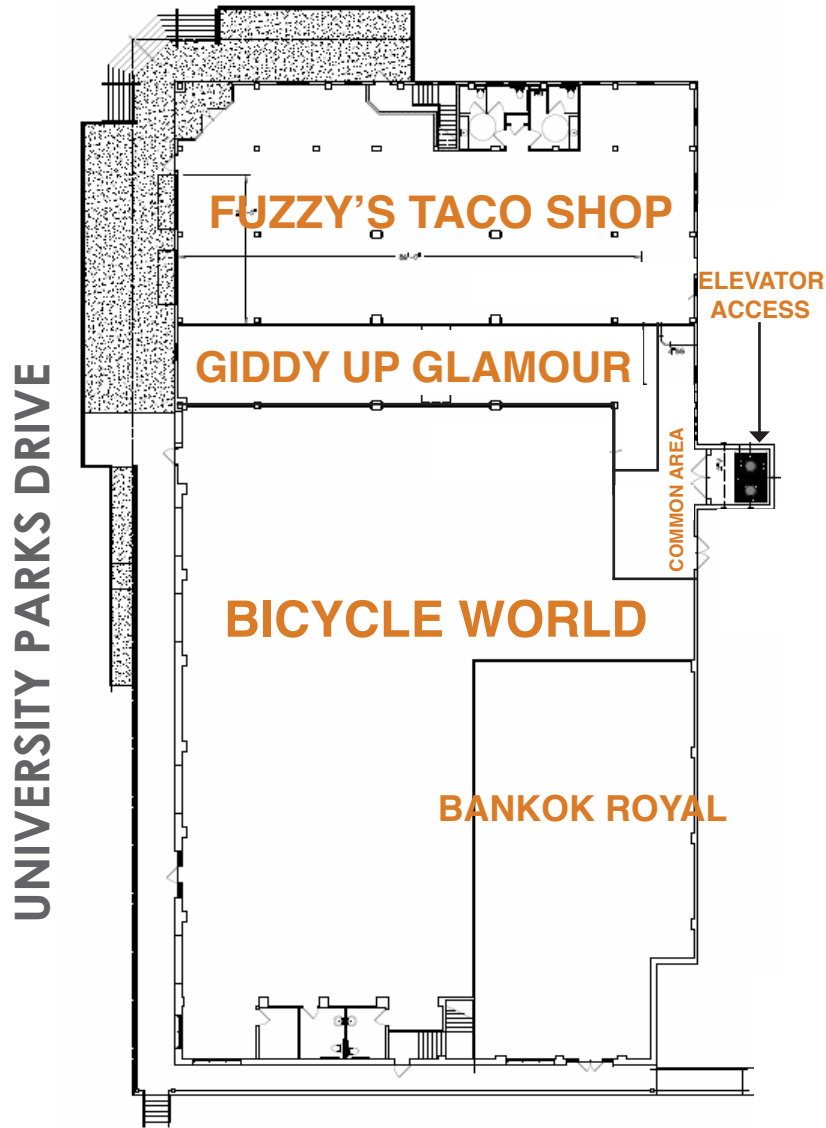 FUZZY'S TACO SHOP
ELEVATOR
ACCESS
GIDDY UP GLAMOUR
COMMON AREA
UNIVERSITY PARKS DRIVE
BICYCLE WORLD
BANKOK ROYAL